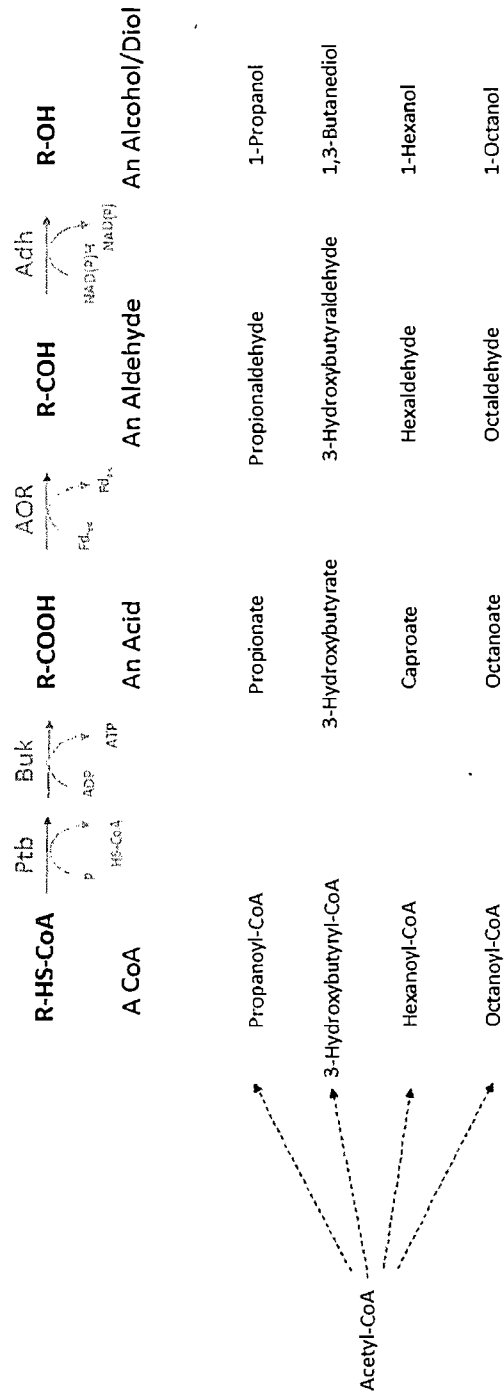 Ptb Buk AOR Adh
R-HS-CoA R-COOH R-COH R-OH
P HS-CoA ADP ATP NAD(P)H NAD(P)
A CoA An Acid An Aldehyde An Alcohol/Diol
Propanoyl-CoA Propionate Propionaldehyde 1-Propanol
3-Hydroxybutyryl-CoA 3-Hydroxybutyrate 3-Hydroxybutyraldehyde 1,3-Butanediol
Acetyl-CoA
Hexanoyl-CoA Caproate Hexaldehyde 1-Hexanol
Octanoyl-CoA Octanoate Octaldehyde 1-Octanol